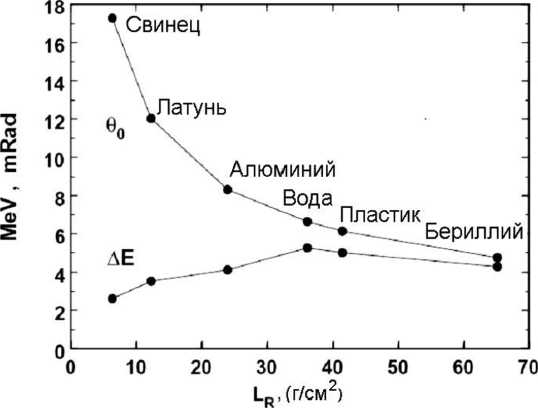 18
16
14
12
10
8
6
4
2
0
MeV , mRad
Свинец
Латунь
θ0
Алюминий
Вода
Пластик
Бериллий
ΔE
0 10 20 30 40 50 60 70
LR, (г/см²)